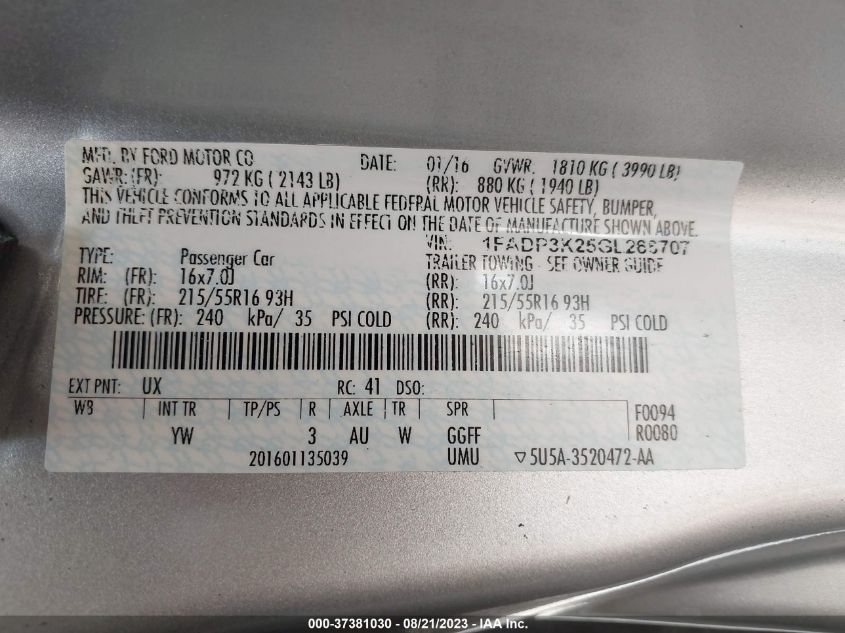 MFD. BY FORD MOTOR CO DATE: 01/16 GVWR: 1810 KG ( 3990 LB)
GAWR: (FR): 972 KG ( 2143 LB) (RR): 880 KG ( 1940 LB)
THIS VEHICLE CONFORMS TO ALL APPLICABLE FEDERAL MOTOR VEHICLE SAFETY, BUMPER,
AND THEFT PREVENTION STANDARDS IN EFFECT ON THE DATE OF MANUFACTURE SHOWN ABOVE.
VIN: 1FADP3K25GL266707
TYPE: Passenger Car TRAILER TOWING - SEE OWNER GUIDE
RIM: (FR): 16x7.0J (RR): 16x7.0J
TIRE: (FR): 215/55R16 93H (RR): 215/55R16 93H
PRESSURE: (FR): 240 kPa/ 35 PSI COLD (RR): 240 kPa/ 35 PSI COLD
EXT PNT: UX RC: 41 DSO:
WB INT TR TP/PS R AXLE TR SPR F0094
YW 3 AU W GGFF R0080
201601135039 UMU ▽5U5A-3520472-AA
000-37381030 - 08/21/2023 - IAA Inc.